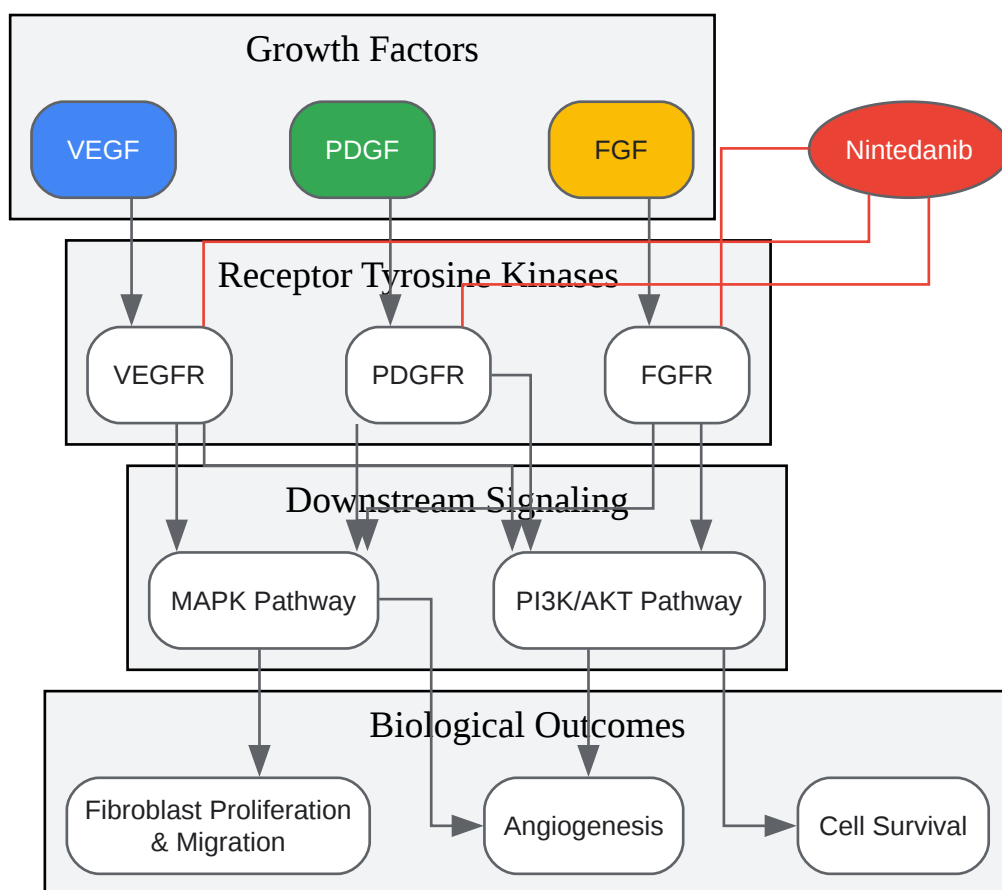 Growth Factors
VEGF
PDGF
FGF
Nintedanib
Receptor Tyrosine Kinases
VEGFR
PDGFR
FGFR
Downstream Signaling
MAPK Pathway
PI3K/AKT Pathway
Biological Outcomes
Fibroblast Proliferation
& Migration
Angiogenesis
Cell Survival